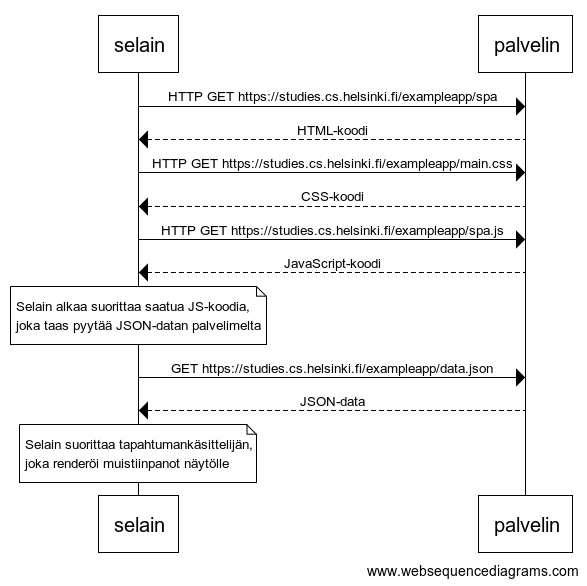 selain
palvelin
HTTP GET https://studies.cs.helsinki.fi/exampleapp/spa
HTML-koodi
HTTP GET https://studies.cs.helsinki.fi/exampleapp/main.css
CSS-koodi
HTTP GET https://studies.cs.helsinki.fi/exampleapp/spa.js
JavaScript-koodi
Selain alkaa suorittaa saatua JS-koodia,
joka taas pyytää JSON-datan palvelimelta
GET https://studies.cs.helsinki.fi/exampleapp/data.json
JSON-data
Selain suorittaa tapahtumankäsittelijän,
joka renderöi muistiinpanot näytölle
selain
palvelin
www.websequencediagrams.com